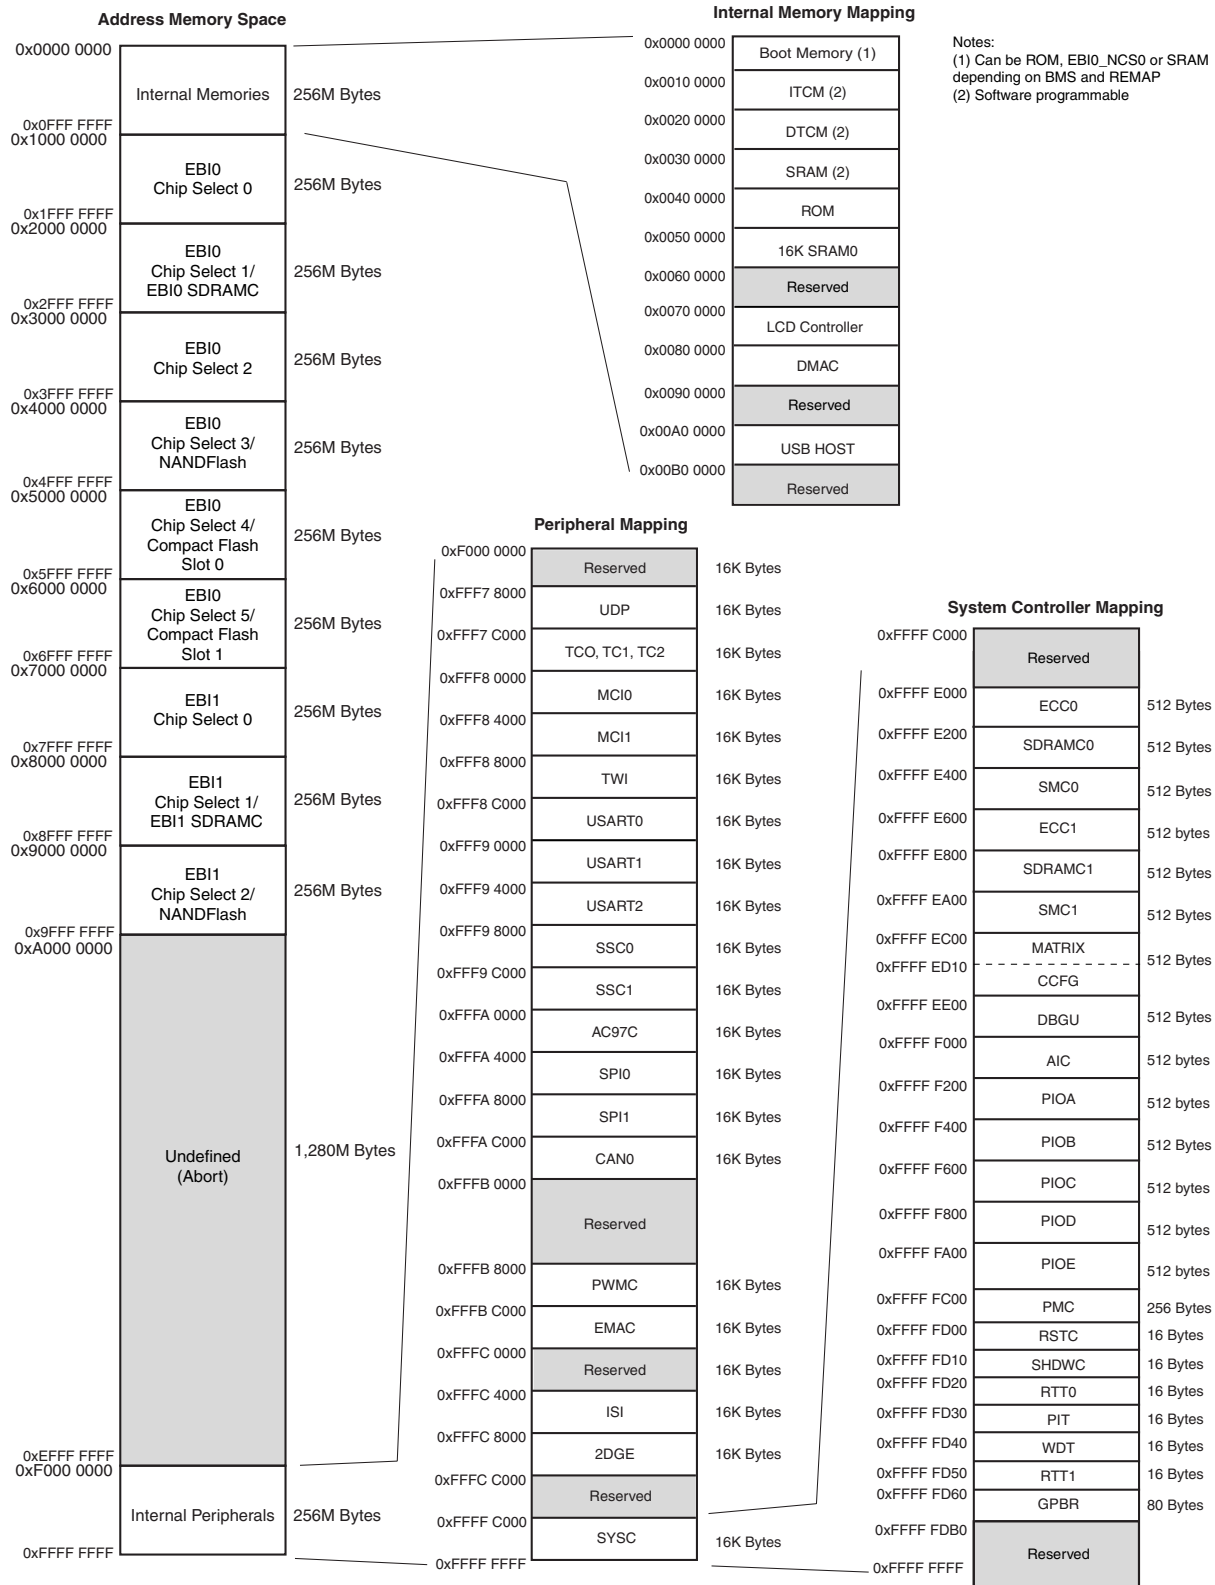 Address Memory Space
0x0000 0000
Internal Memories
256M Bytes
0x0FFF FFFF
0x1000 0000
EBI0
Chip Select 0
256M Bytes
0x1FFF FFFF
0x2000 0000
EBI0
Chip Select 1/
EBI0 SDRAMC
256M Bytes
0x2FFF FFFF
0x3000 0000
EBI0
Chip Select 2
256M Bytes
0x3FFF FFFF
0x4000 0000
EBI0
Chip Select 3/
NANDFlash
256M Bytes
0x4FFF FFFF
0x5000 0000
EBI0
Chip Select 4/
Compact Flash
Slot 0
256M Bytes
0x5FFF FFFF
0x6000 0000
EBI0
Chip Select 5/
Compact Flash
Slot 1
256M Bytes
0x6FFF FFFF
0x7000 0000
EBI1
Chip Select 0
256M Bytes
0x7FFF FFFF
0x8000 0000
EBI1
Chip Select 1/
EBI1 SDRAMC
256M Bytes
0x8FFF FFFF
0x9000 0000
EBI1
Chip Select 2/
NANDFlash
256M Bytes
0x9FFF FFFF
0xA000 0000
Undefined
(Abort)
1,280M Bytes
0xEFFF FFFF
0xF000 0000
Internal Peripherals
256M Bytes
0xFFFF FFFF
Internal Memory Mapping
0x0000 0000
Boot Memory (1)
0x0010 0000
ITCM (2)
0x0020 0000
DTCM (2)
0x0030 0000
SRAM (2)
0x0040 0000
ROM
0x0050 0000
16K SRAM0
0x0060 0000
Reserved
0x0070 0000
LCD Controller
0x0080 0000
DMAC
0x0090 0000
Reserved
0x00A0 0000
USB HOST
0x00B0 0000
Reserved
Notes:
(1) Can be ROM, EBI0_NCS0 or SRAM
depending on BMS and REMAP
(2) Software programmable
Peripheral Mapping
0xF000 0000
Reserved
16K Bytes
0xFFF7 8000
UDP
16K Bytes
0xFFF7 C000
TCO, TC1, TC2
16K Bytes
0xFFF8 0000
MCI0
16K Bytes
0xFFF8 4000
MCI1
16K Bytes
0xFFF8 8000
TWI
16K Bytes
0xFFF8 C000
USART0
16K Bytes
0xFFF9 0000
USART1
16K Bytes
0xFFF9 4000
USART2
16K Bytes
0xFFF9 8000
SSC0
16K Bytes
0xFFF9 C000
SSC1
16K Bytes
0xFFFA 0000
AC97C
16K Bytes
0xFFFA 4000
SPI0
16K Bytes
0xFFFA 8000
SPI1
16K Bytes
0xFFFA C000
CAN0
16K Bytes
0xFFFB 0000
Reserved
0xFFFB 8000
PWMC
16K Bytes
0xFFFB C000
EMAC
16K Bytes
0xFFFC 0000
Reserved
16K Bytes
0xFFFC 4000
ISI
16K Bytes
0xFFFC 8000
2DGE
16K Bytes
0xFFFC C000
Reserved
0xFFFF C000
SYSC
16K Bytes
0xFFFF FFFF
System Controller Mapping
0xFFFF C000
Reserved
0xFFFF E000
ECC0
512 Bytes
0xFFFF E200
SDRAMC0
512 Bytes
0xFFFF E400
SMC0
512 Bytes
0xFFFF E600
ECC1
512 bytes
0xFFFF E800
SDRAMC1
512 Bytes
0xFFFF EA00
SMC1
512 Bytes
0xFFFF EC00
MATRIX
512 Bytes
0xFFFF ED10
CCFG
0xFFFF EE00
DBGU
512 Bytes
0xFFFF F000
AIC
512 bytes
0xFFFF F200
PIOA
512 bytes
0xFFFF F400
PIOB
512 Bytes
0xFFFF F600
PIOC
512 bytes
0xFFFF F800
PIOD
512 bytes
0xFFFF FA00
PIOE
512 bytes
0xFFFF FC00
PMC
256 Bytes
0xFFFF FD00
RSTC
16 Bytes
0xFFFF FD10
SHDWC
16 Bytes
0xFFFF FD20
RTT0
16 Bytes
0xFFFF FD30
PIT
16 Bytes
0xFFFF FD40
WDT
16 Bytes
0xFFFF FD50
RTT1
16 Bytes
0xFFFF FD60
GPBR
80 Bytes
0xFFFF FDB0
Reserved
0xFFFF FFFF